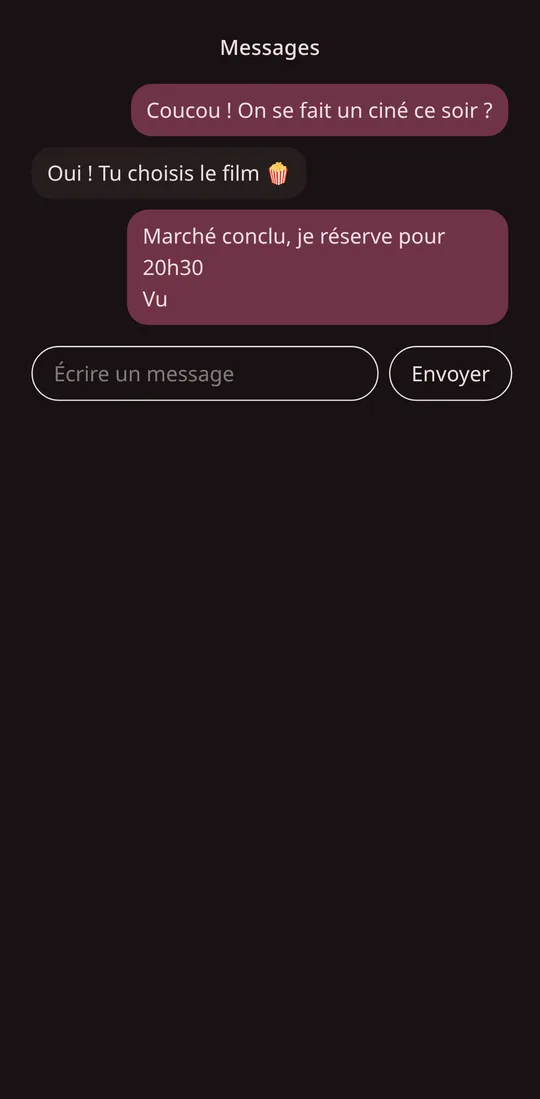 Messages
Coucou ! On se fait un ciné ce soir ?
Oui ! Tu choisis le film 🍿
Marché conclu, je réserve pour
20h30
Vu
Écrire un message
Envoyer